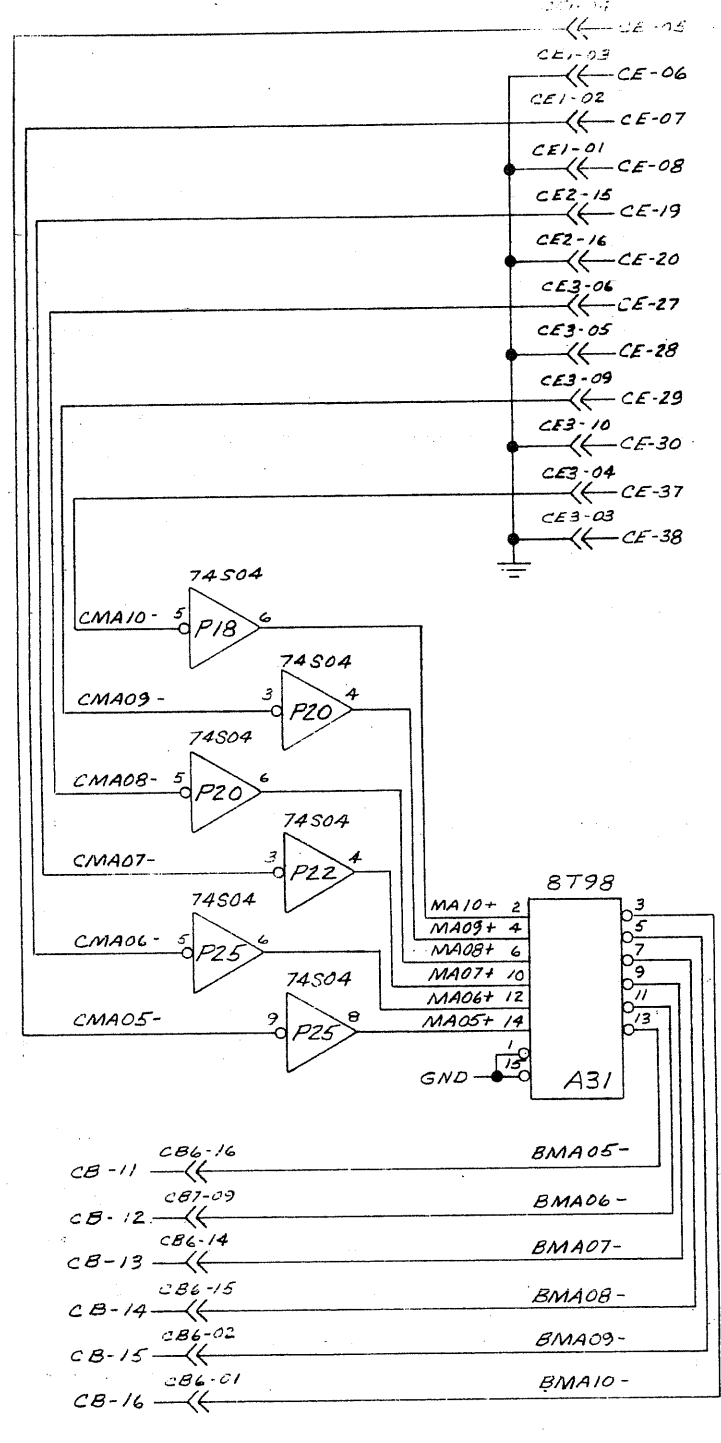 CE1-03
CE-06
CE1-02
CE-07
CE1-01
CE-08
CE2-15
CE-19
CE2-16
CE-20
CE3-06
CE-27
CE3-05
CE-28
CE3-09
CE-29
CE3-10
CE-30
CE3-04
CE-37
CE3-03
CE-38
74S04
CMA10- 5 P18 6
74S04
CMA09- 3 P20 4
74S04
CMA08- 5 P20 6
74S04
CMA07- 3 P22 4
74S04
CMA06- 5 P25 6
74S04
CMA05- 9 P25 8
8T98
MA10+ 2 3
MA09+ 4 5
MA08+ 6 7
MA07+ 10 9
MA06+ 12 11
MA05+ 14 13
1
15
GND
A31
CB6-16
CB-11 BMA05-
CB7-09
CB-12 BMA06-
CB6-14
CB-13 BMA07-
CB6-15
CB-14 BMA08-
CB6-02
CB-15 BMA09-
CB6-01
CB-16 BMA10-